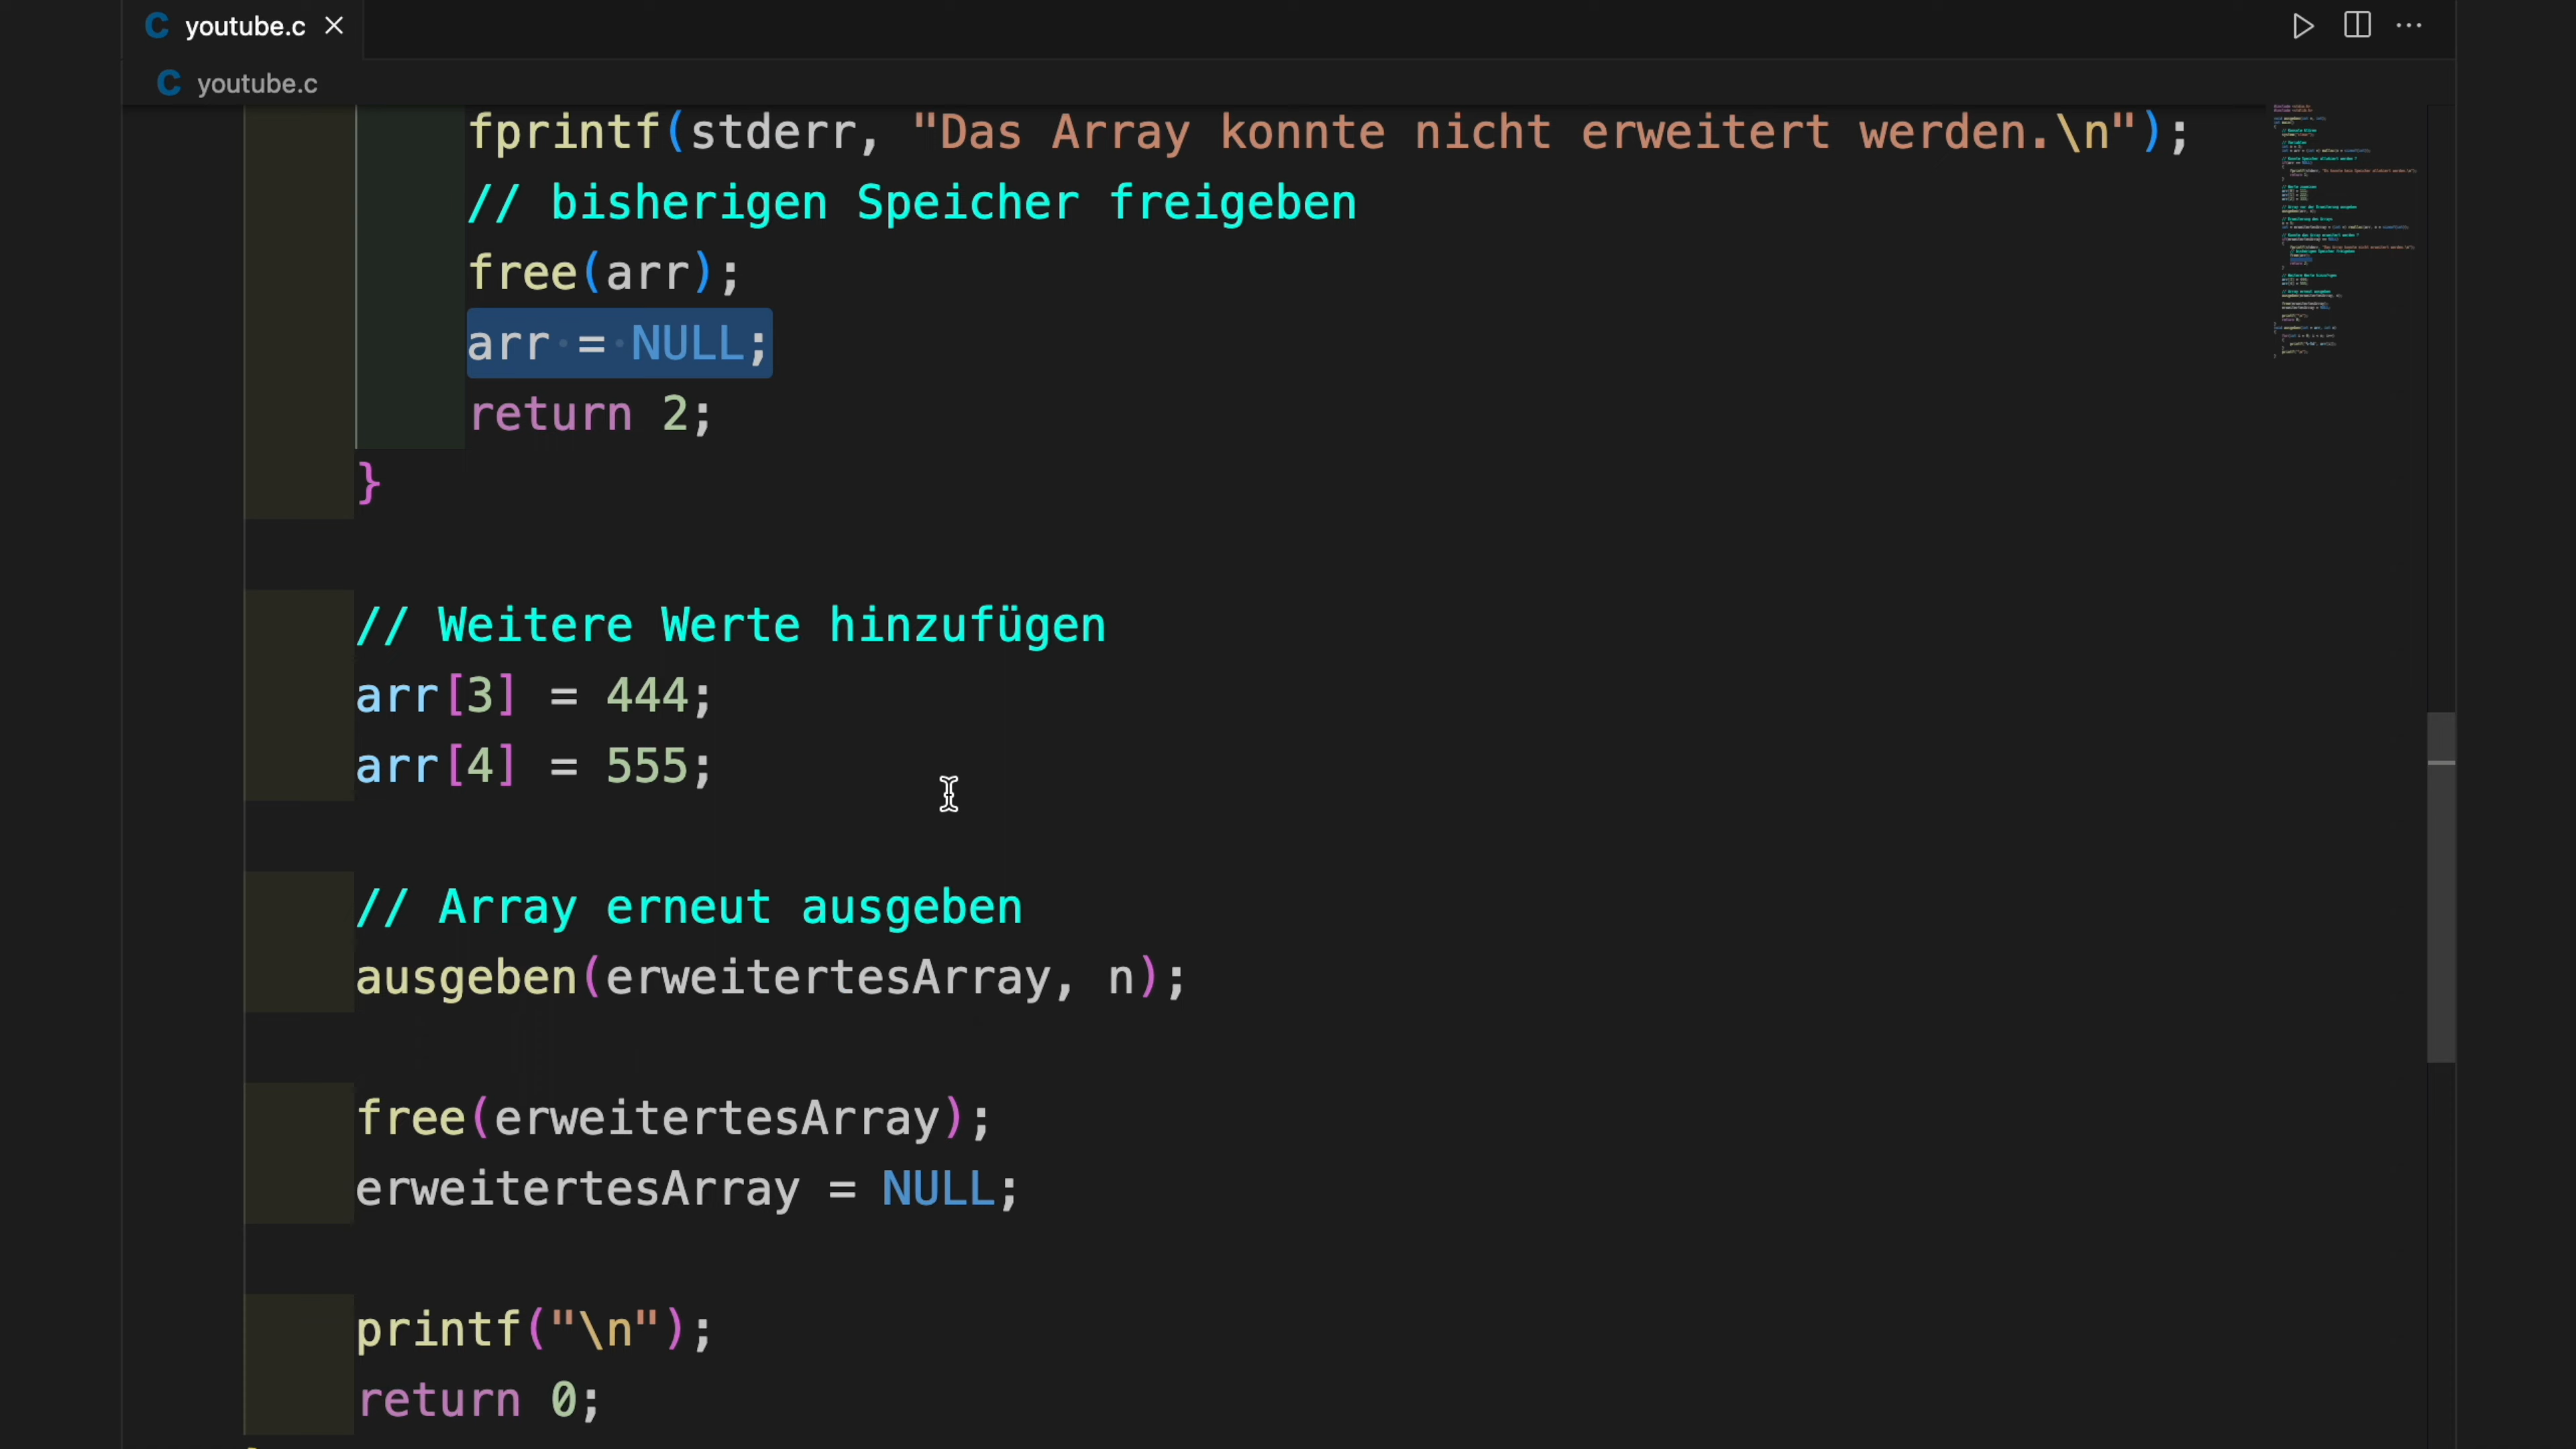 youtube.c
youtube.c
fprintf(stderr, "Das Array konnte nicht erweitert werden.\n");
// bisherigen Speicher freigeben
free(arr);
arr = NULL;
return 2;
}
// Weitere Werte hinzufügen
arr[3] = 444;
arr[4] = 555;
// Array erneut ausgeben
ausgeben(erweitertesArray, n);
free(erweitertesArray);
erweitertesArray = NULL;
printf("\n");
return 0;